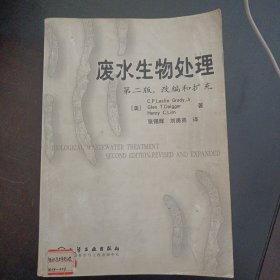 废水生物处理
第二版，改编和扩充
C.P.Leslie Grady,Jr.
[美] Glen T.Daigger 著
Henry C.Lim
张锡辉 刘勇弟 译
BIOLOGICAL WASTEWATER TREATMENT
SECOND EDITION,REVISED AND EXPANDED
工业出版社